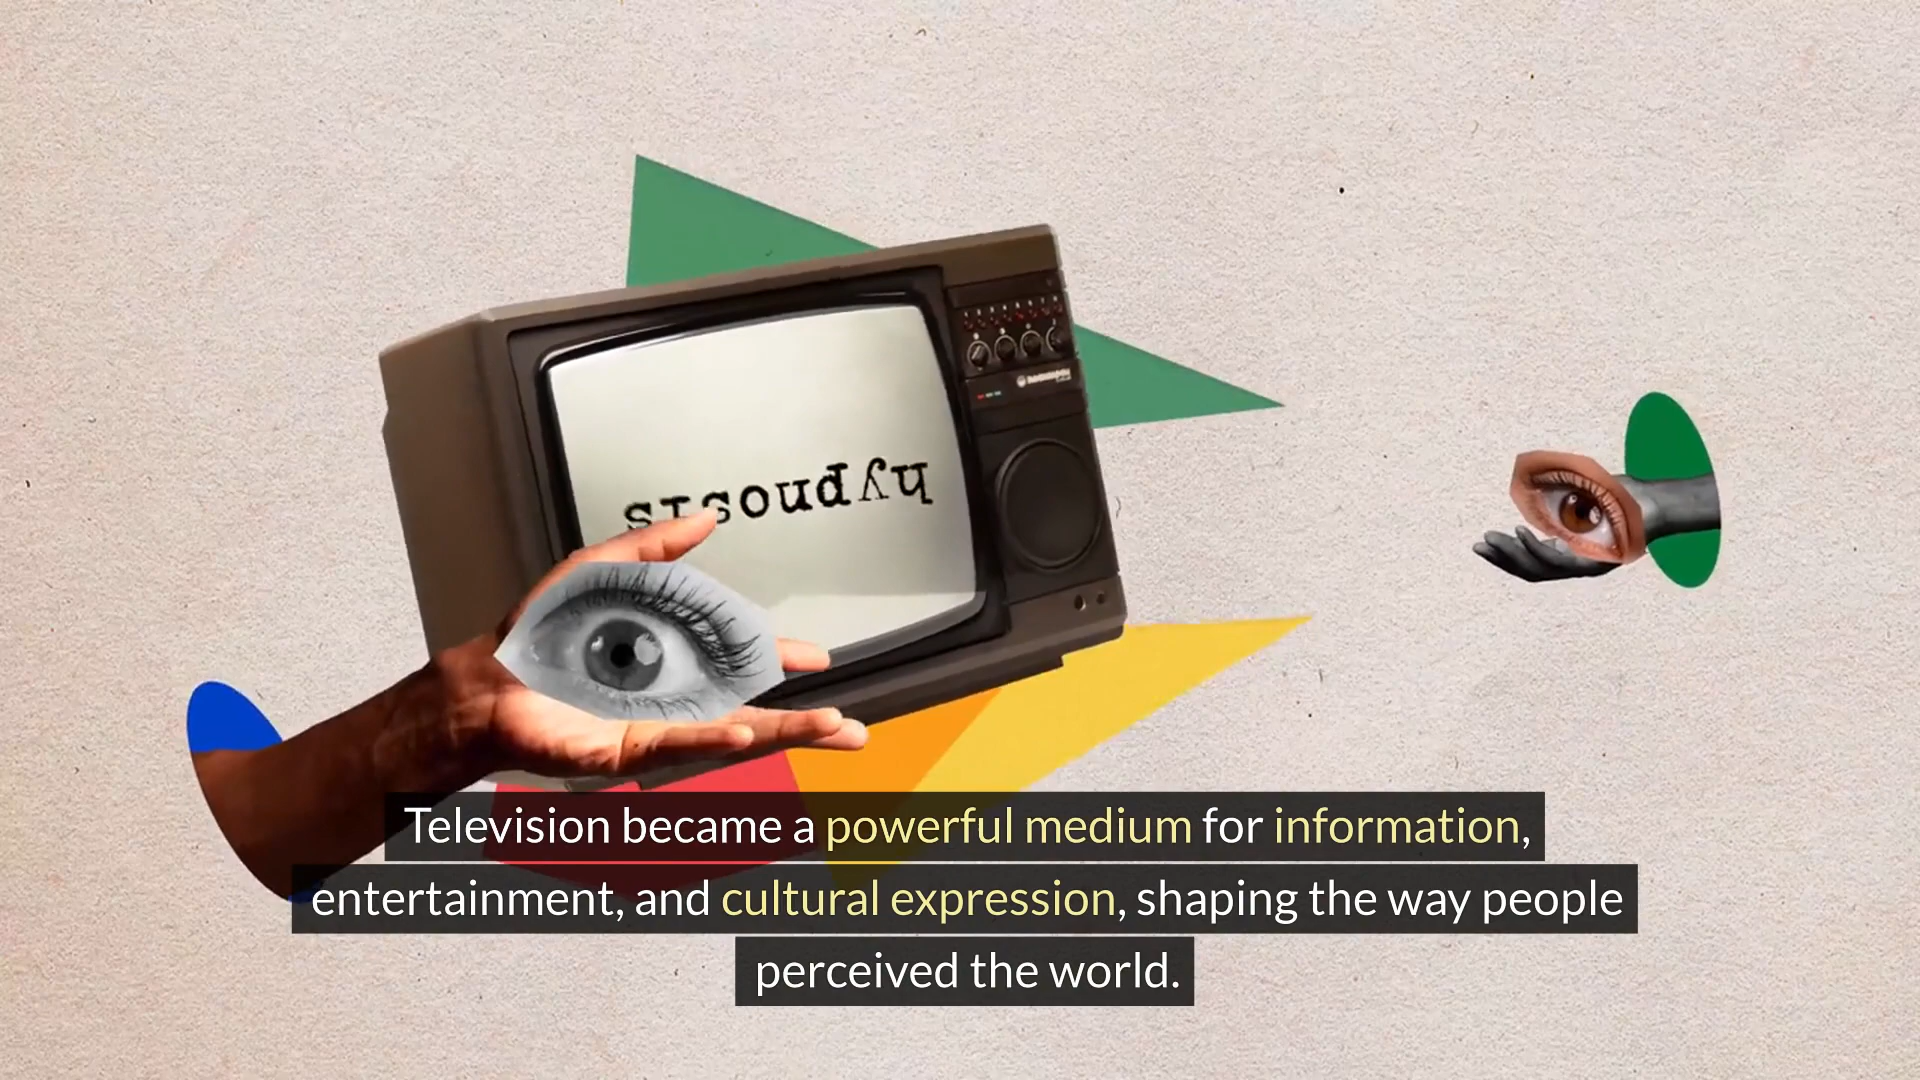 hypnosis
Television became a powerful medium for information,
entertainment, and cultural expression, shaping the way people
perceived the world.